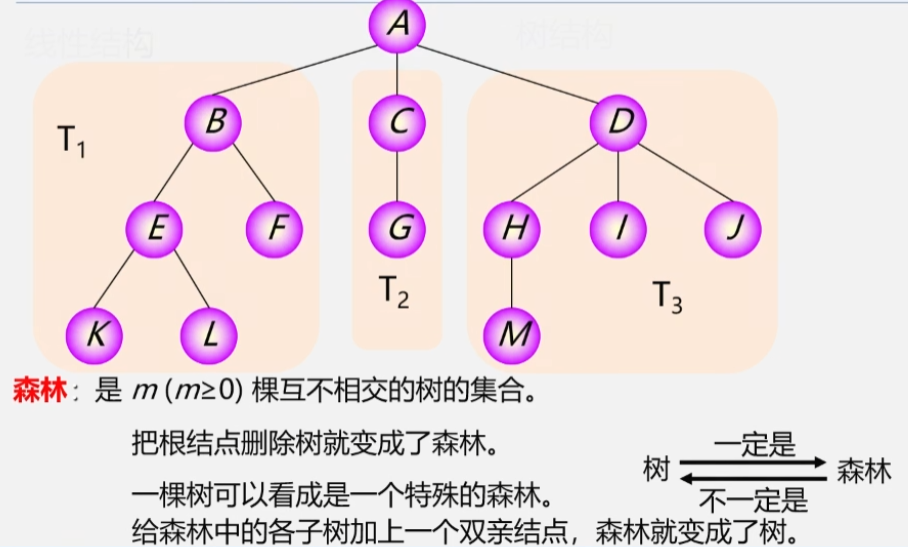 线性结构
树结构
A
B
C
D
T1
E
F
G
H
I
J
T2
T3
K
L
M
森林：是 m (m≥0) 棵互不相交的树的集合。
把根结点删除树就变成了森林。
一定是
树
森林
不一定是
一棵树可以看成是一个特殊的森林。
给森林中的各子树加上一个双亲结点，森林就变成了树。